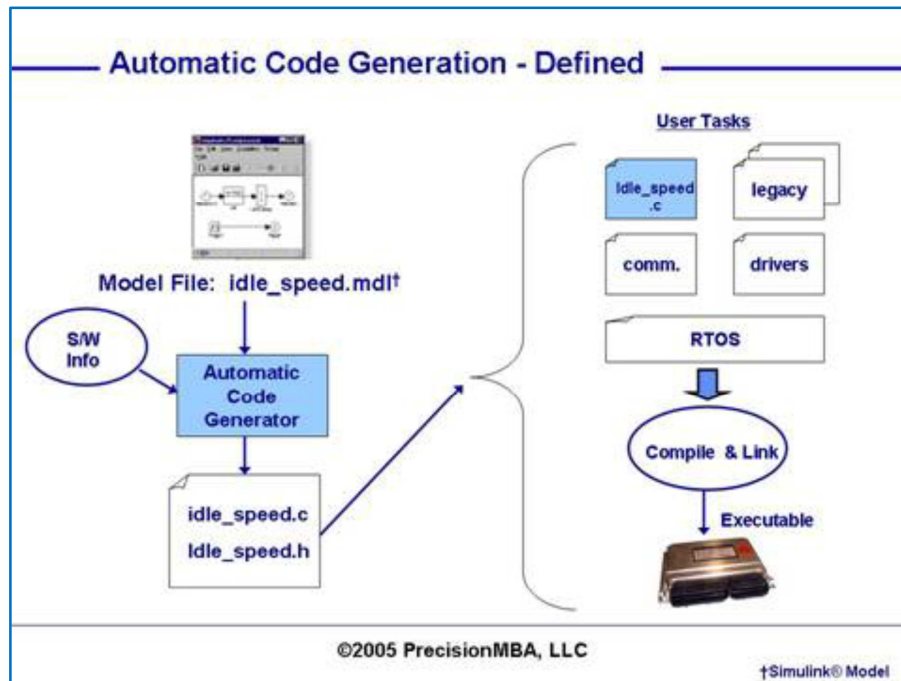 Automatic Code Generation - Defined
User Tasks
Idle_speed
.c
legacy
comm.
drivers
RTOS
Compile & Link
Executable
Model File: idle_speed.mdl†
S/W
Info
Automatic
Code
Generator
idle_speed.c
Idle_speed.h
©2005 PrecisionMBA, LLC
†Simulink® Model